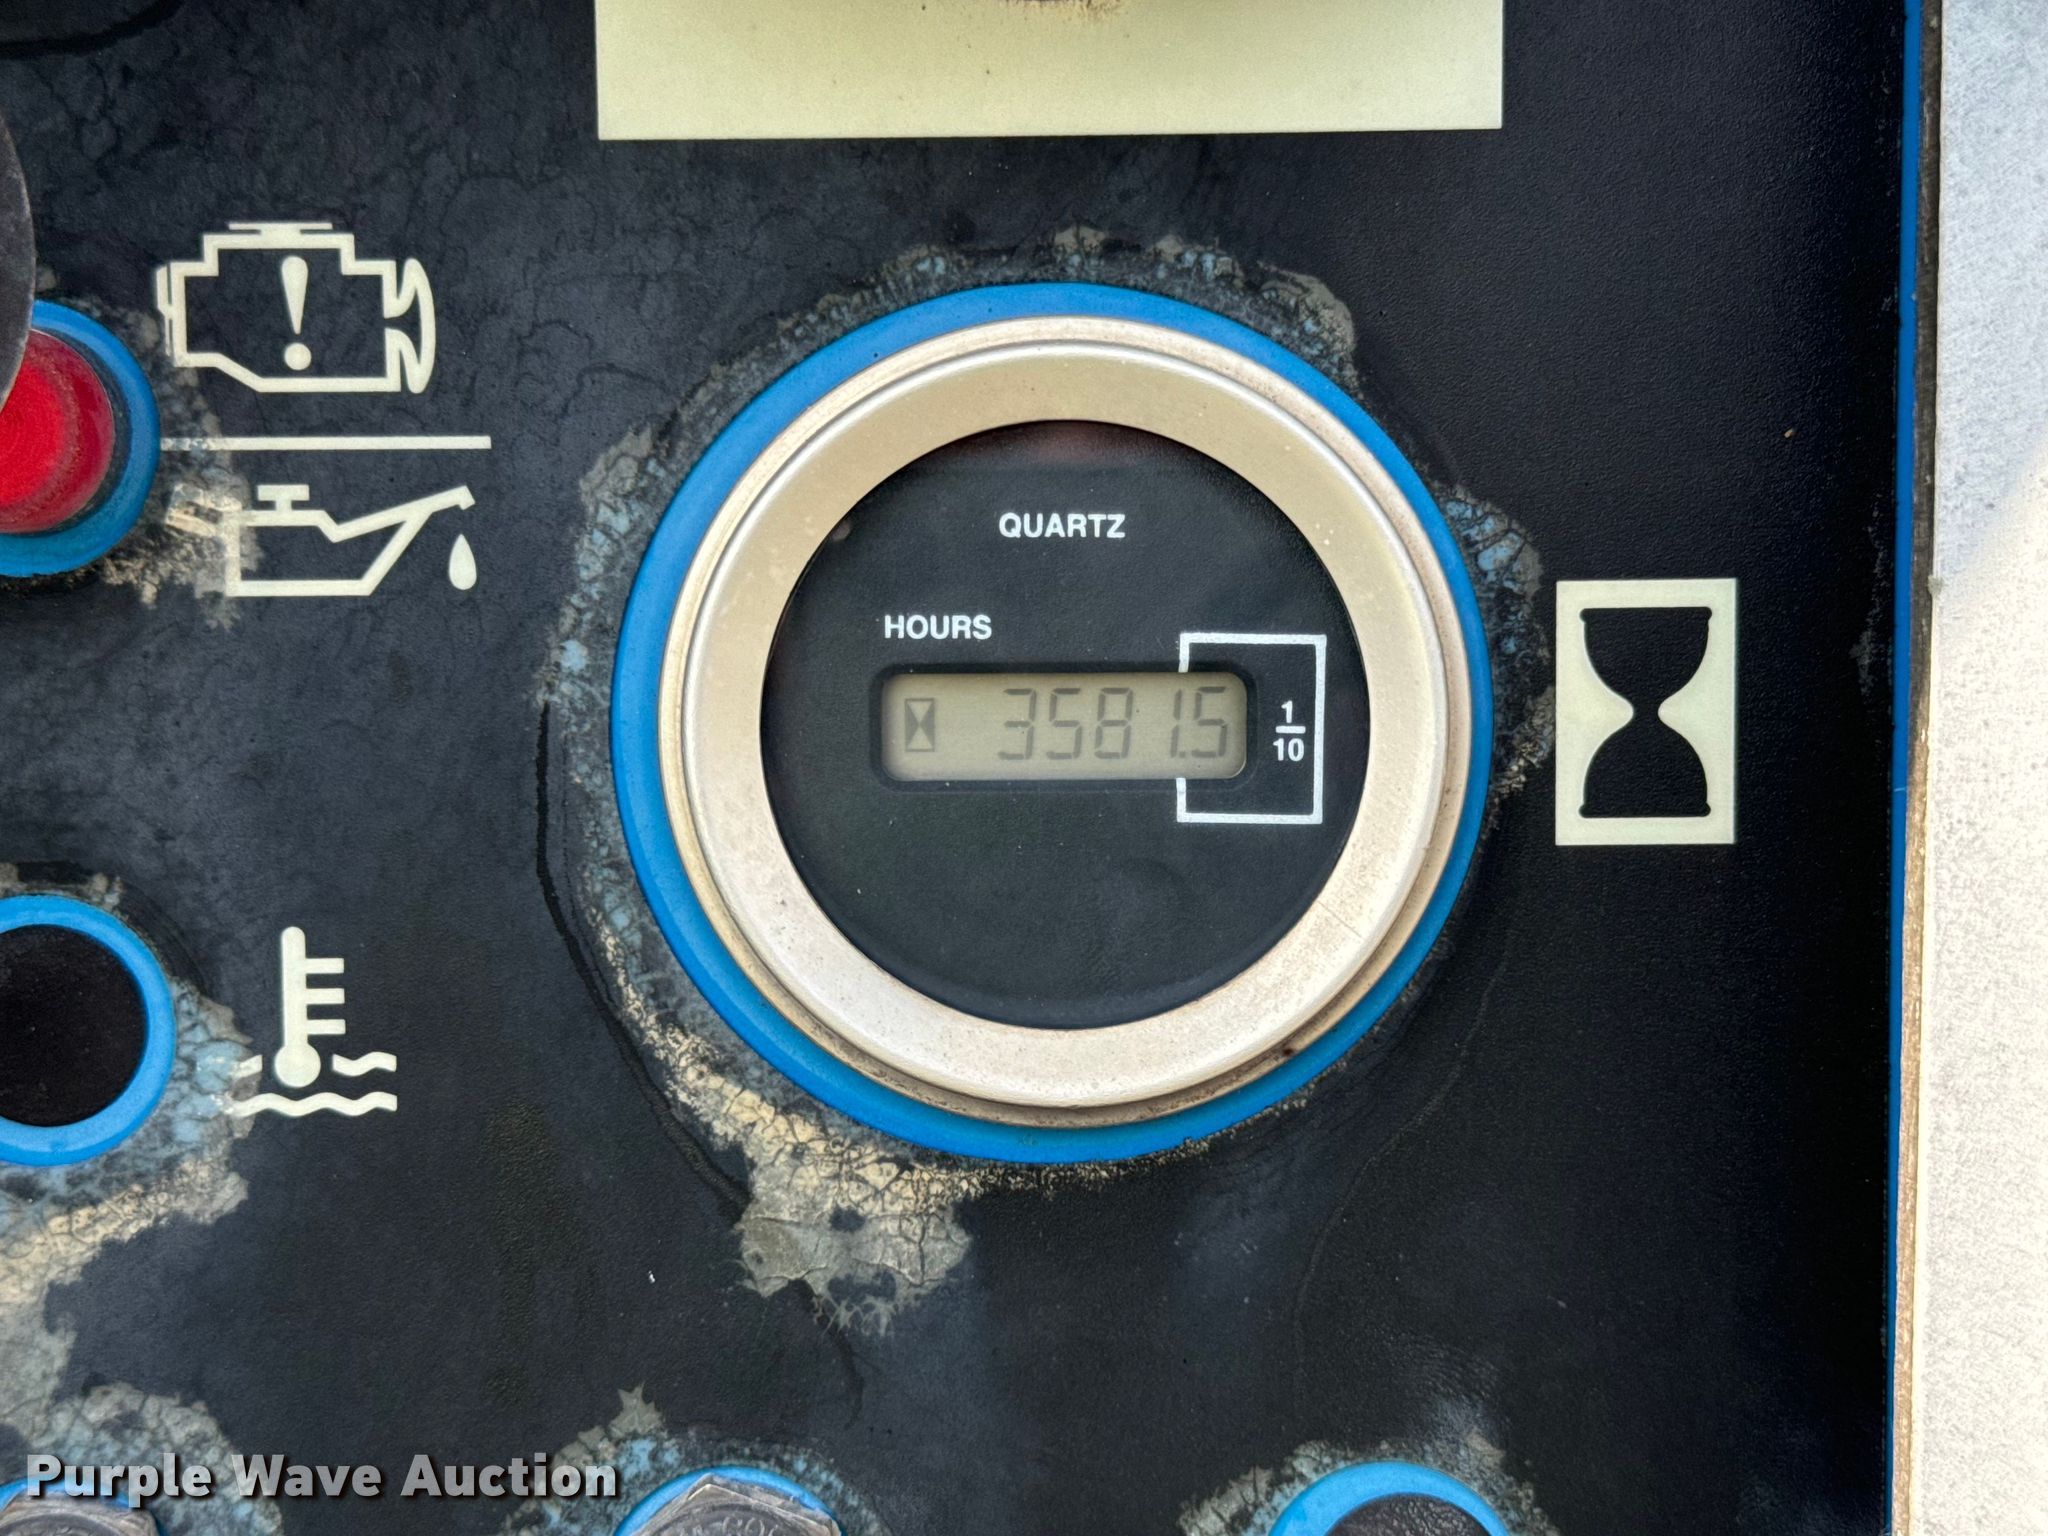 QUARTZ
HOURS
3581.5
1
10
Purple Wave Auction